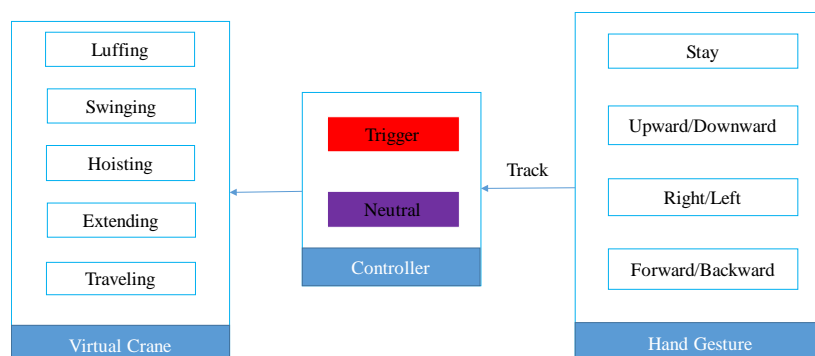 Luffing
Swinging
Hoisting
Extending
Traveling
Virtual Crane
Trigger
Neutral
Controller
Track
Stay
Upward/Downward
Right/Left
Forward/Backward
Hand Gesture